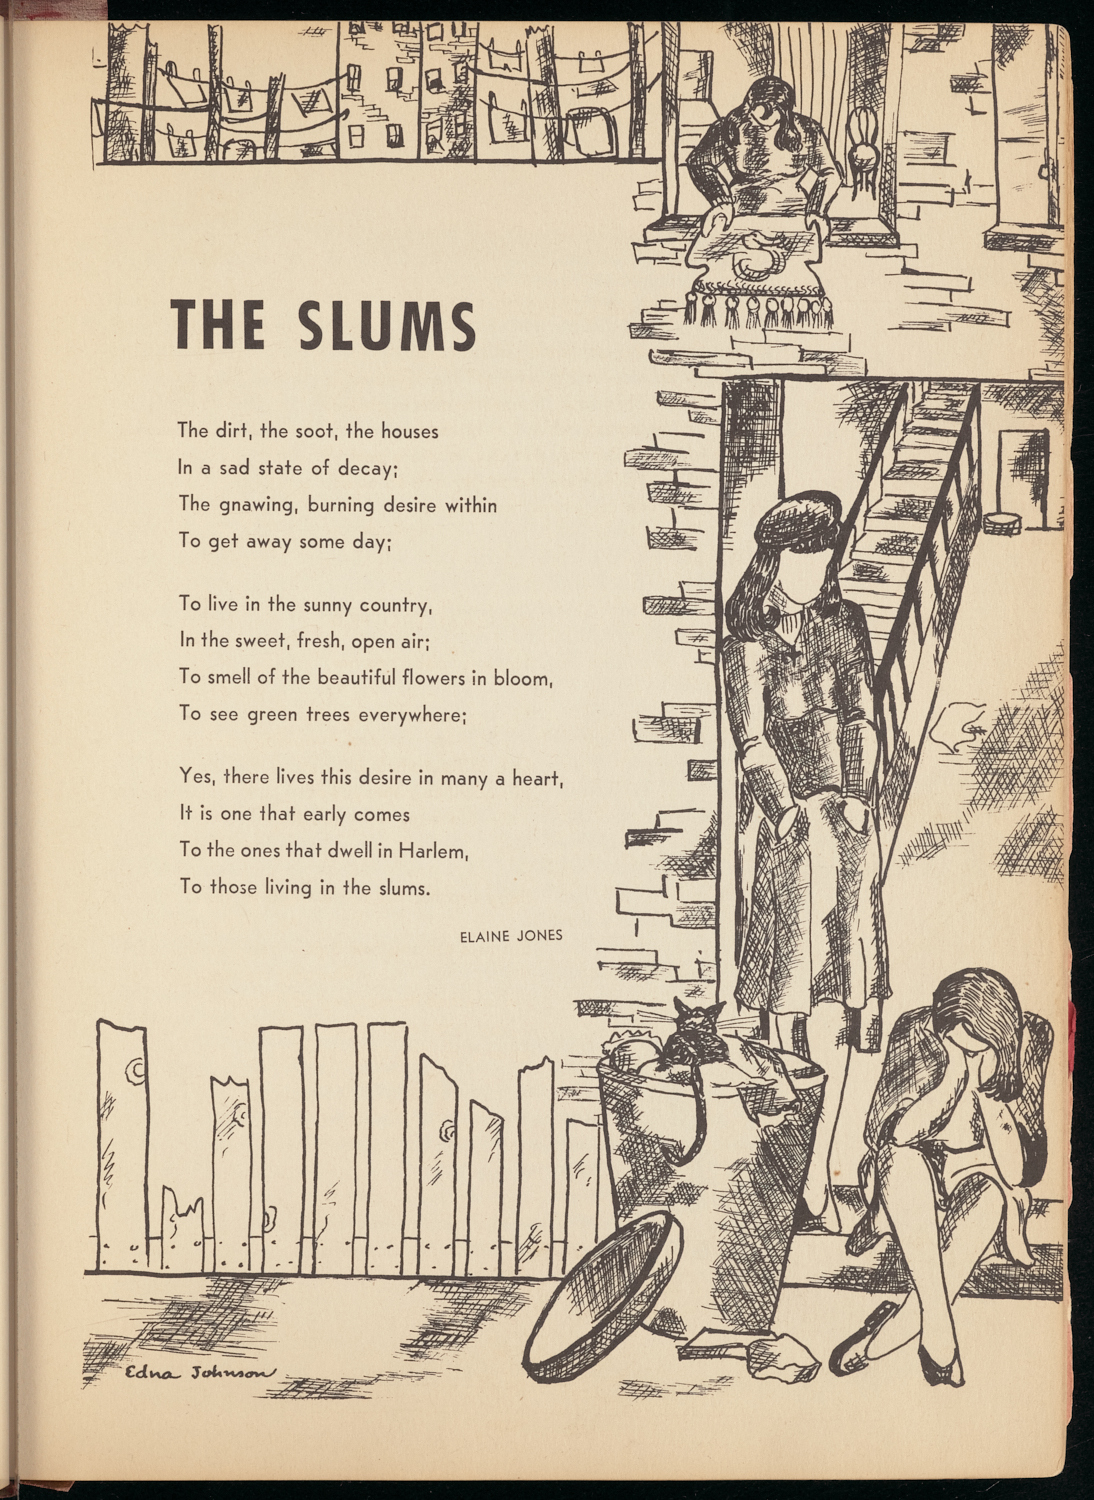 THE SLUMS
The dirt, the soot, the houses
In a sad state of decay;
The gnawing, burning desire within
To get away some day;
To live in the sunny country,
In the sweet, fresh, open air;
To smell of the beautiful flowers in bloom,
To see green trees everywhere;
Yes, there lives this desire in many a heart,
It is one that early comes
To the ones that dwell in Harlem,
To those living in the slums.
ELAINE JONES
Edna Johnson